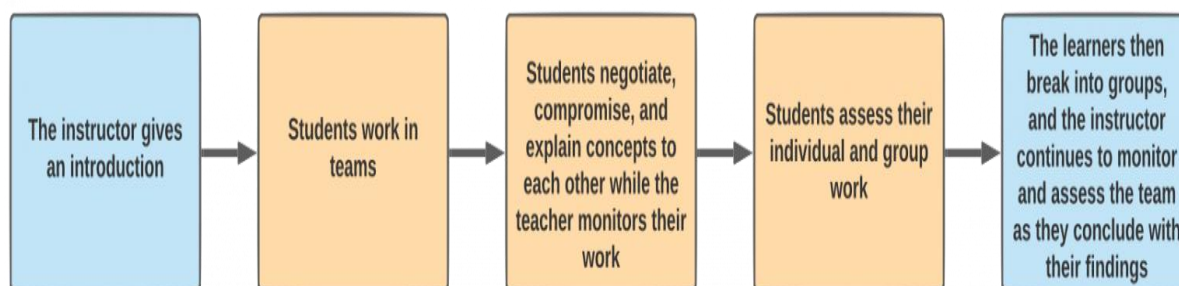 The instructor gives
an introduction
Students work in
teams
Students negotiate,
compromise, and
explain concepts to
each other while the
teacher monitors their
work
Students assess their
individual and group
work
The learners then
break into groups,
and the instructor
continues to monitor
and assess the team
as they conclude with
their findings